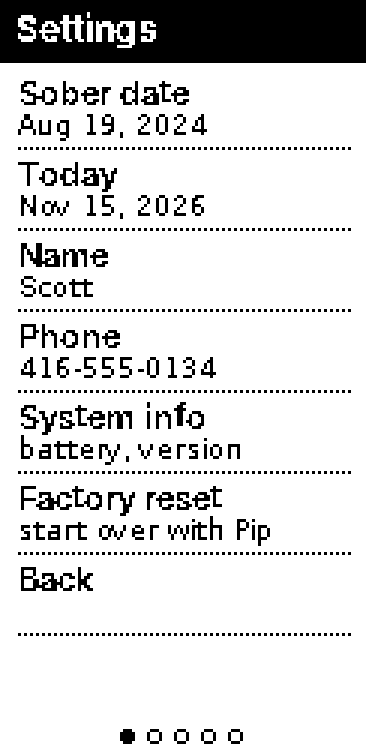 Settings
Sober date
Aug 19, 2024
Today
Nov 15, 2026
Name
Scott
Phone
416-555-0134
System info
battery, version
Factory reset
start over with Pip
Back